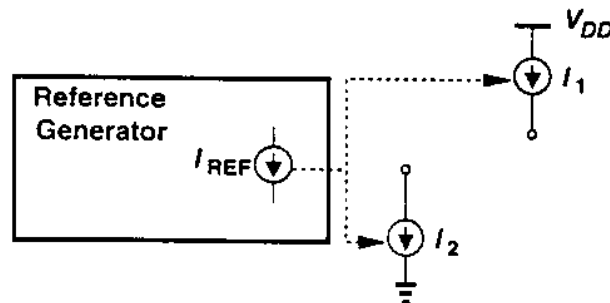 V_DD
I_1
Reference
Generator
I_REF
I_2